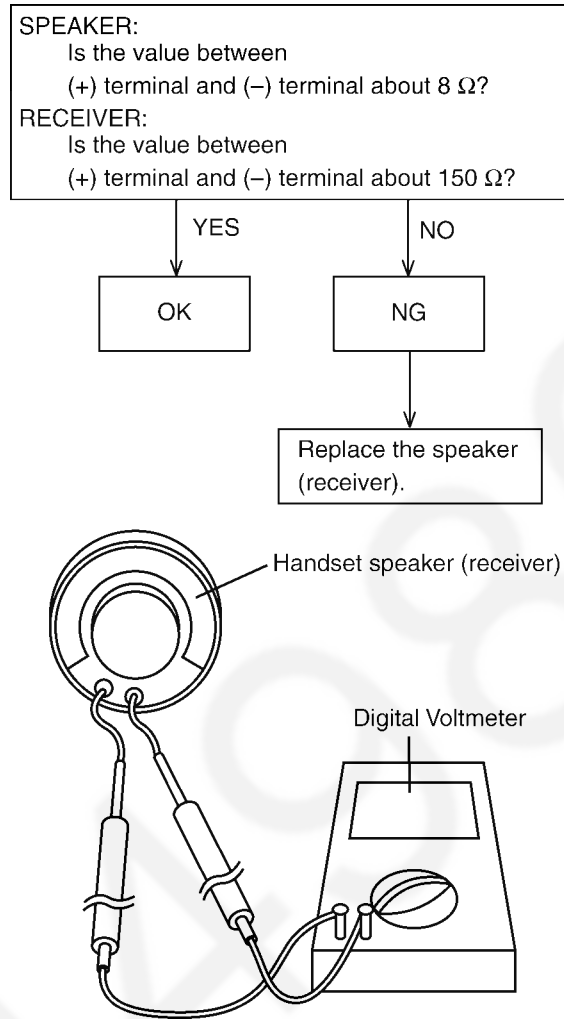 SPEAKER:
Is the value between
(+) terminal and (–) terminal about 8 Ω?
RECEIVER:
Is the value between
(+) terminal and (–) terminal about 150 Ω?
YES
NO
OK
NG
Replace the speaker
(receiver).
Handset speaker (receiver)
Digital Voltmeter